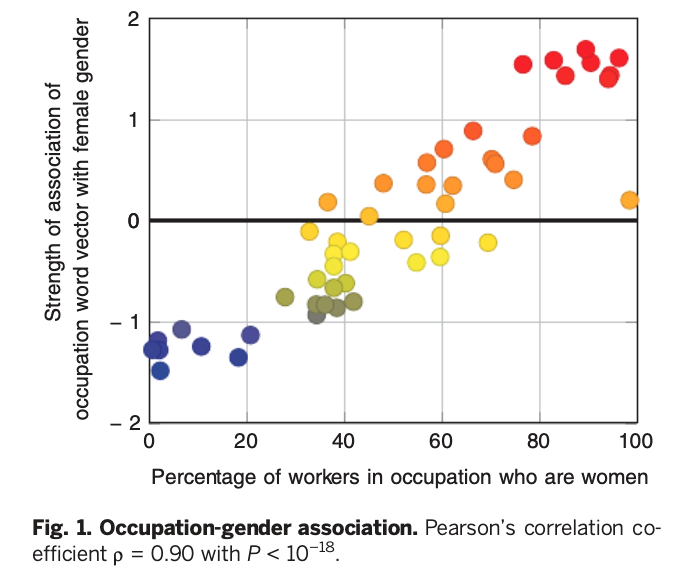 Strength of association of
occupation word vector with female gender
2
1
0
– 1
– 2
0 20 40 60 80 100
Percentage of workers in occupation who are women
Fig. 1. Occupation-gender association. Pearson’s correlation co-
efficient ρ = 0.90 with P < 10⁻¹⁸.